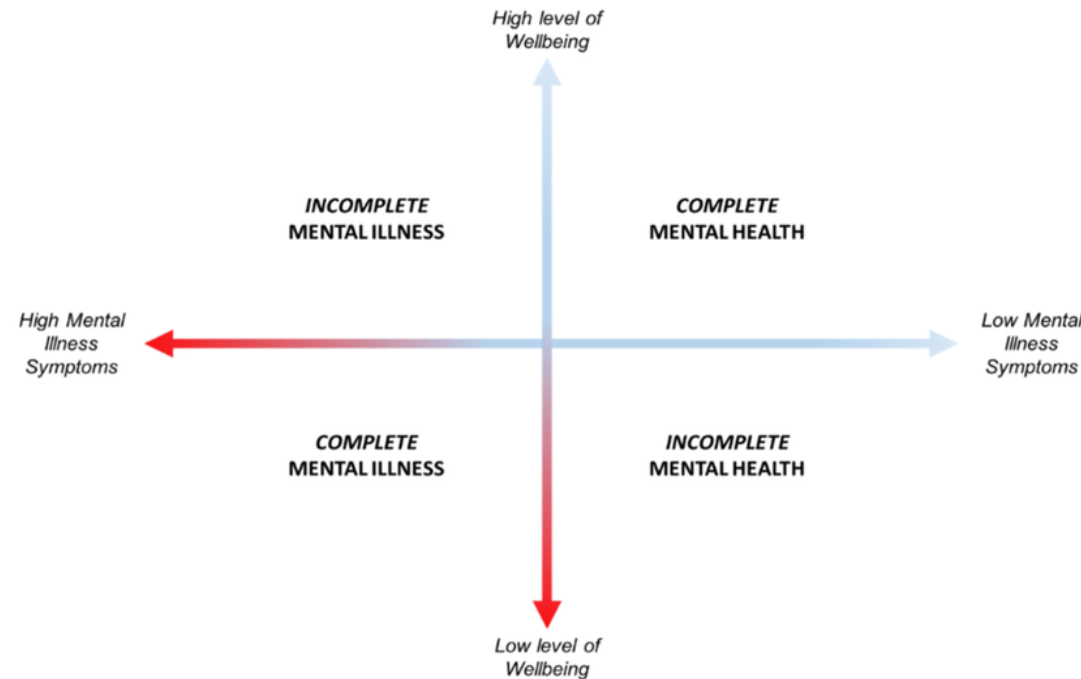 High level of
Wellbeing
INCOMPLETE
MENTAL ILLNESS
COMPLETE
MENTAL HEALTH
High Mental
Illness
Symptoms
Low Mental
Illness
Symptoms
COMPLETE
MENTAL ILLNESS
INCOMPLETE
MENTAL HEALTH
Low level of
Wellbeing